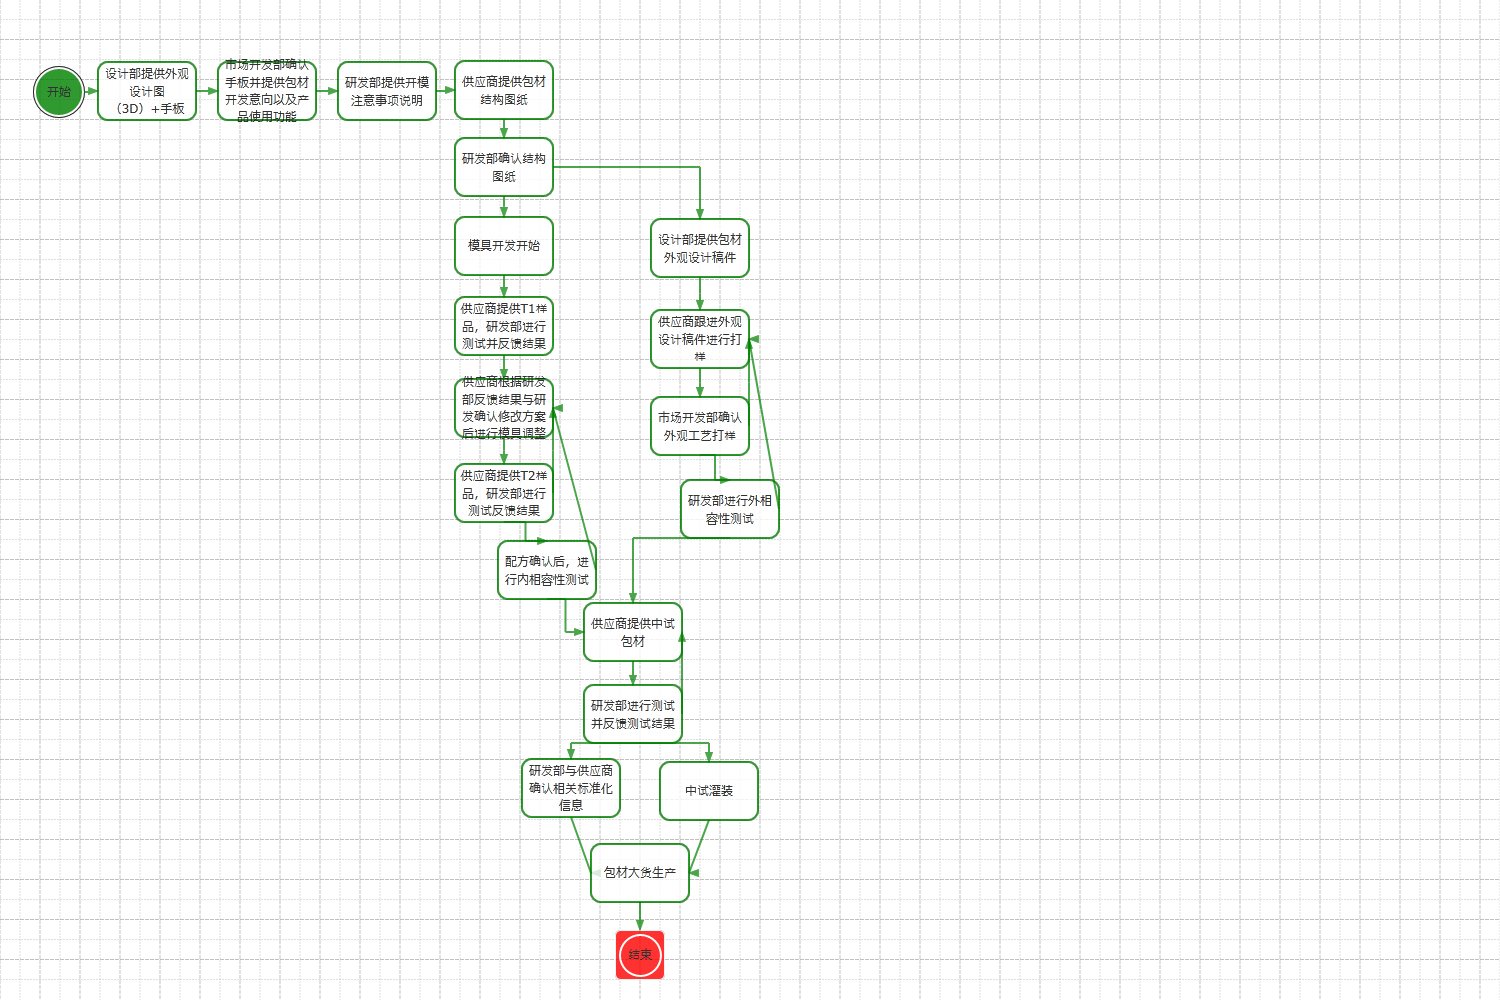 开始
设计部提供外观
设计图
（3D）+手板
市场开发部确认
手板并提供包材
开发意向以及产
品使用功能
研发部提供开模
注意事项说明
供应商提供包材
结构图纸
研发部确认结构
图纸
模具开发开始
设计部提供包材
外观设计稿件
供应商提供T1样
品，研发部进行
测试并反馈结果
供应商跟进外观
设计稿件进行打
样
供应商根据研发
部反馈结果与研
发确认修改方案
后进行模具调整
市场开发部确认
外观工艺打样
供应商提供T2样
品，研发部进行
测试反馈结果
研发部进行外相
容性测试
配方确认后，进
行内相容性测试
供应商提供中试
包材
研发部进行测试
并反馈测试结果
研发部与供应商
确认相关标准化
信息
中试灌装
包材大货生产
结束